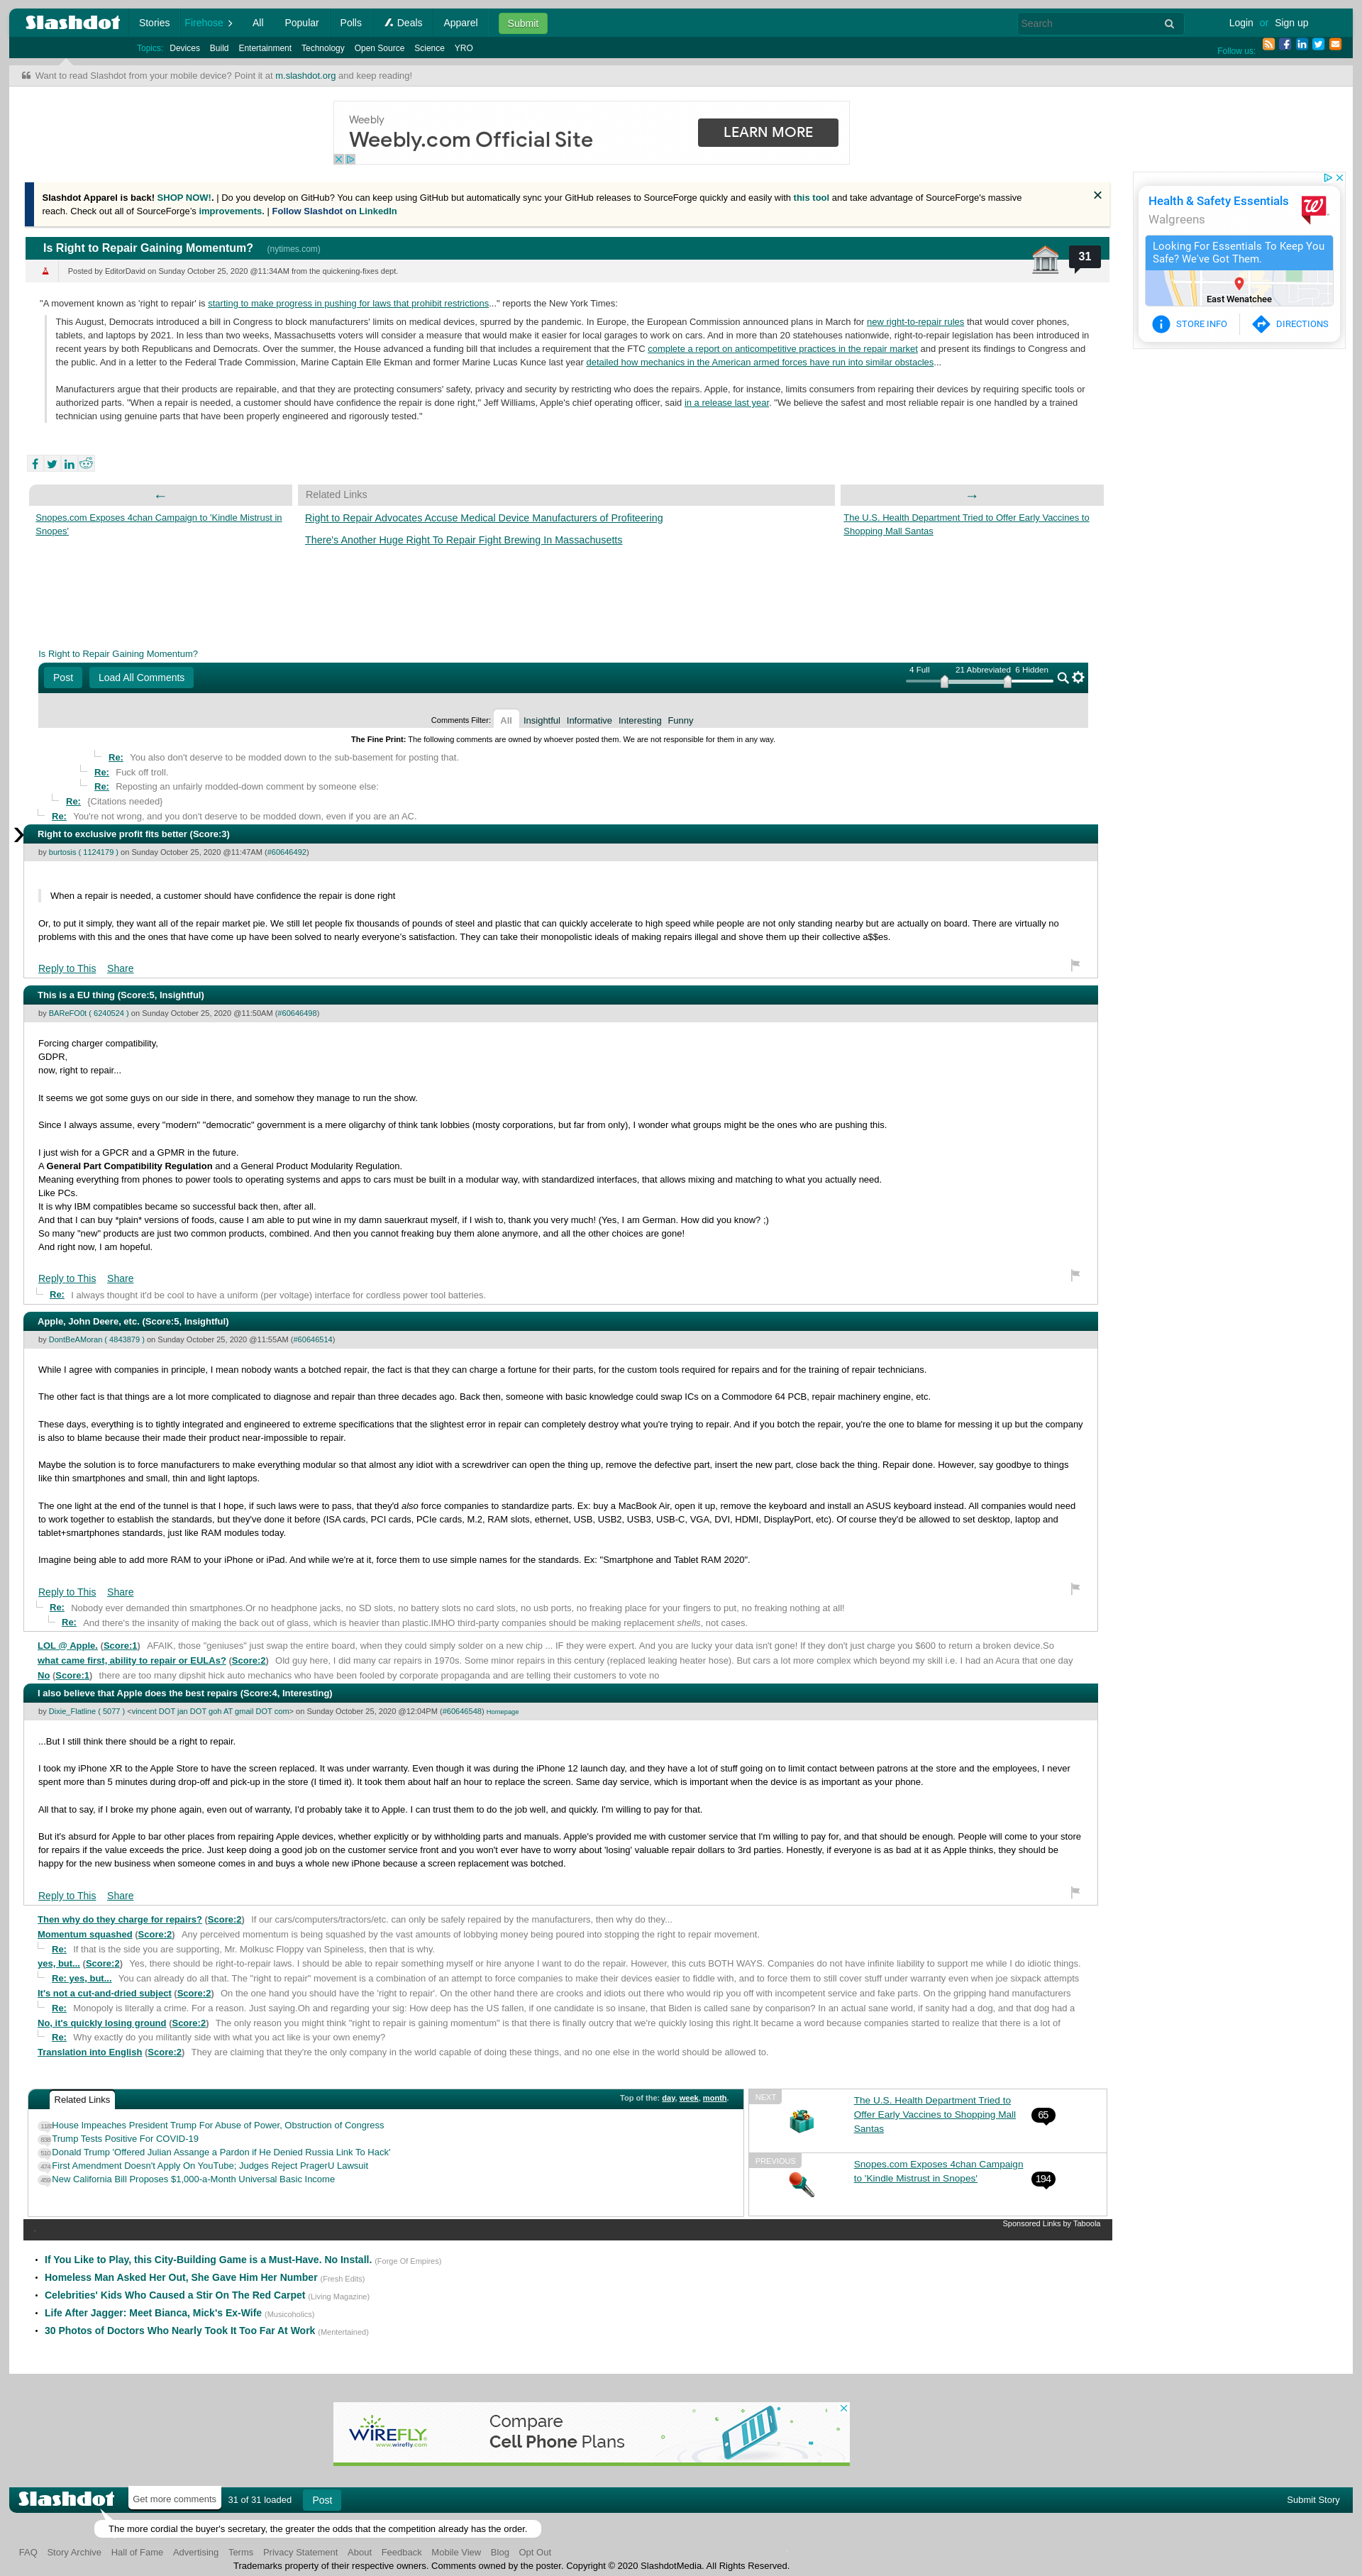 Slashdot
Stories Firehose All Popular Polls Deals Apparel Submit
Search
Login or Sign up
Topics: Devices Build Entertainment Technology Open Source Science YRO
Follow us:
Want to read Slashdot from your mobile device? Point it at m.slashdot.org and keep reading!
Weebly
Weebly.com Official Site
LEARN MORE
Slashdot Apparel is back! SHOP NOW!. | Do you develop on GitHub? You can keep using GitHub but automatically sync your GitHub releases to SourceForge quickly and easily with this tool and take advantage of SourceForge's massive
reach. Check out all of SourceForge's improvements. | Follow Slashdot on LinkedIn
Health & Safety Essentials
Walgreens
Looking For Essentials To Keep You
Safe? We've Got Them.
East Wenatchee
STORE INFO DIRECTIONS
Is Right to Repair Gaining Momentum? (nytimes.com)
31
Posted by EditorDavid on Sunday October 25, 2020 @11:34AM from the quickening-fixes dept.
"A movement known as 'right to repair' is starting to make progress in pushing for laws that prohibit restrictions..." reports the New York Times:
This August, Democrats introduced a bill in Congress to block manufacturers' limits on medical devices, spurred by the pandemic. In Europe, the European Commission announced plans in March for new right-to-repair rules that would cover phones,
tablets, and laptops by 2021. In less than two weeks, Massachusetts voters will consider a measure that would make it easier for local garages to work on cars. And in more than 20 statehouses nationwide, right-to-repair legislation has been introduced in
recent years by both Republicans and Democrats. Over the summer, the House advanced a funding bill that includes a requirement that the FTC complete a report on anticompetitive practices in the repair market and present its findings to Congress and
the public. And in a letter to the Federal Trade Commission, Marine Captain Elle Ekman and former Marine Lucas Kunce last year detailed how mechanics in the American armed forces have run into similar obstacles...
Manufacturers argue that their products are repairable, and that they are protecting consumers' safety, privacy and security by restricting who does the repairs. Apple, for instance, limits consumers from repairing their devices by requiring specific tools or
authorized parts. "When a repair is needed, a customer should have confidence the repair is done right," Jeff Williams, Apple's chief operating officer, said in a release last year. "We believe the safest and most reliable repair is one handled by a trained
technician using genuine parts that have been properly engineered and rigorously tested."
← Related Links →
Snopes.com Exposes 4chan Campaign to 'Kindle Mistrust in
Snopes'
Right to Repair Advocates Accuse Medical Device Manufacturers of Profiteering
There's Another Huge Right To Repair Fight Brewing In Massachusetts
The U.S. Health Department Tried to Offer Early Vaccines to
Shopping Mall Santas
Is Right to Repair Gaining Momentum?
Post Load All Comments
4 Full 21 Abbreviated 6 Hidden
Comments Filter: All Insightful Informative Interesting Funny
The Fine Print: The following comments are owned by whoever posted them. We are not responsible for them in any way.
Re: You also don't deserve to be modded down to the sub-basement for posting that.
Re: Fuck off troll.
Re: Reposting an unfairly modded-down comment by someone else:
Re: {Citations needed}
Re: You're not wrong, and you don't deserve to be modded down, even if you are an AC.
Right to exclusive profit fits better (Score:3)
by burtosis ( 1124179 ) on Sunday October 25, 2020 @11:47AM (#60646492)
When a repair is needed, a customer should have confidence the repair is done right
Or, to put it simply, they want all of the repair market pie. We still let people fix thousands of pounds of steel and plastic that can quickly accelerate to high speed while people are not only standing nearby but are actually on board. There are virtually no
problems with this and the ones that have come up have been solved to nearly everyone's satisfaction. They can take their monopolistic ideals of making repairs illegal and shove them up their collective a$$es.
Reply to This Share
This is a EU thing (Score:5, Insightful)
by BAReFO0t ( 6240524 ) on Sunday October 25, 2020 @11:50AM (#60646498)
Forcing charger compatibility,
GDPR,
now, right to repair...
It seems we got some guys on our side in there, and somehow they manage to run the show.
Since I always assume, every "modern" "democratic" government is a mere oligarchy of think tank lobbies (mosty corporations, but far from only), I wonder what groups might be the ones who are pushing this.
I just wish for a GPCR and a GPMR in the future.
A General Part Compatibility Regulation and a General Product Modularity Regulation.
Meaning everything from phones to power tools to operating systems and apps to cars must be built in a modular way, with standardized interfaces, that allows mixing and matching to what you actually need.
Like PCs.
It is why IBM compatibles became so successful back then, after all.
And that I can buy *plain* versions of foods, cause I am able to put wine in my damn sauerkraut myself, if I wish to, thank you very much! (Yes, I am German. How did you know? ;)
So many "new" products are just two common products, combined. And then you cannot freaking buy them alone anymore, and all the other choices are gone!
And right now, I am hopeful.
Reply to This Share
Re: I always thought it'd be cool to have a uniform (per voltage) interface for cordless power tool batteries.
Apple, John Deere, etc. (Score:5, Insightful)
by DontBeAMoran ( 4843879 ) on Sunday October 25, 2020 @11:55AM (#60646514)
While I agree with companies in principle, I mean nobody wants a botched repair, the fact is that they can charge a fortune for their parts, for the custom tools required for repairs and for the training of repair technicians.
The other fact is that things are a lot more complicated to diagnose and repair than three decades ago. Back then, someone with basic knowledge could swap ICs on a Commodore 64 PCB, repair machinery engine, etc.
These days, everything is to tightly integrated and engineered to extreme specifications that the slightest error in repair can completely destroy what you're trying to repair. And if you botch the repair, you're the one to blame for messing it up but the company
is also to blame because their made their product near-impossible to repair.
Maybe the solution is to force manufacturers to make everything modular so that almost any idiot with a screwdriver can open the thing up, remove the defective part, insert the new part, close back the thing. Repair done. However, say goodbye to things
like thin smartphones and small, thin and light laptops.
The one light at the end of the tunnel is that I hope, if such laws were to pass, that they'd also force companies to standardize parts. Ex: buy a MacBook Air, open it up, remove the keyboard and install an ASUS keyboard instead. All companies would need
to work together to establish the standards, but they've done it before (ISA cards, PCI cards, PCIe cards, M.2, RAM slots, ethernet, USB, USB2, USB3, USB-C, VGA, DVI, HDMI, DisplayPort, etc). Of course they'd be allowed to set desktop, laptop and
tablet+smartphones standards, just like RAM modules today.
Imagine being able to add more RAM to your iPhone or iPad. And while we're at it, force them to use simple names for the standards. Ex: "Smartphone and Tablet RAM 2020".
Reply to This Share
Re: Nobody ever demanded thin smartphones.Or no headphone jacks, no SD slots, no battery slots no card slots, no usb ports, no freaking place for your fingers to put, no freaking nothing at all!
Re: And there's the insanity of making the back out of glass, which is heavier than plastic.IMHO third-party companies should be making replacement shells, not cases.
LOL @ Apple. (Score:1) AFAIK, those "geniuses" just swap the entire board, when they could simply solder on a new chip ... IF they were expert. And you are lucky your data isn't gone! If they don't just charge you $600 to return a broken device.So
what came first, ability to repair or EULAs? (Score:2) Old guy here, I did many car repairs in 1970s. Some minor repairs in this century (replaced leaking heater hose). But cars a lot more complex which beyond my skill i.e. I had an Acura that one day
No (Score:1) there are too many dipshit hick auto mechanics who have been fooled by corporate propaganda and are telling their customers to vote no
I also believe that Apple does the best repairs (Score:4, Interesting)
by Dixie_Flatline ( 5077 ) <vincent DOT jan DOT goh AT gmail DOT com> on Sunday October 25, 2020 @12:04PM (#60646548) Homepage
...But I still think there should be a right to repair.
I took my iPhone XR to the Apple Store to have the screen replaced. It was under warranty. Even though it was during the iPhone 12 launch day, and they have a lot of stuff going on to limit contact between patrons at the store and the employees, I never
spent more than 5 minutes during drop-off and pick-up in the store (I timed it). It took them about half an hour to replace the screen. Same day service, which is important when the device is as important as your phone.
All that to say, if I broke my phone again, even out of warranty, I'd probably take it to Apple. I can trust them to do the job well, and quickly. I'm willing to pay for that.
But it's absurd for Apple to bar other places from repairing Apple devices, whether explicitly or by withholding parts and manuals. Apple's provided me with customer service that I'm willing to pay for, and that should be enough. People will come to your store
for repairs if the value exceeds the price. Just keep doing a good job on the customer service front and you won't ever have to worry about 'losing' valuable repair dollars to 3rd parties. Honestly, if everyone is as bad at it as Apple thinks, they should be
happy for the new business when someone comes in and buys a whole new iPhone because a screen replacement was botched.
Reply to This Share
Then why do they charge for repairs? (Score:2) If our cars/computers/tractors/etc. can only be safely repaired by the manufacturers, then why do they...
Momentum squashed (Score:2) Any perceived momentum is being squashed by the vast amounts of lobbying money being poured into stopping the right to repair movement.
Re: If that is the side you are supporting, Mr. Molkusc Floppy van Spineless, then that is why.
yes, but... (Score:2) Yes, there should be right-to-repair laws. I should be able to repair something myself or hire anyone I want to do the repair. However, this cuts BOTH WAYS. Companies do not have infinite liability to support me while I do idiotic things.
Re: yes, but... You can already do all that. The "right to repair" movement is a combination of an attempt to force companies to make their devices easier to fiddle with, and to force them to still cover stuff under warranty even when joe sixpack attempts
It's not a cut-and-dried subject (Score:2) On the one hand you should have the 'right to repair'. On the other hand there are crooks and idiots out there who would rip you off with incompetent service and fake parts. On the gripping hand manufacturers
Re: Monopoly is literally a crime. For a reason. Just saying.Oh and regarding your sig: How deep has the US fallen, if one candidate is so insane, that Biden is called sane by conparison? In an actual sane world, if sanity had a dog, and that dog had a
No, it's quickly losing ground (Score:2) The only reason you might think "right to repair is gaining momentum" is that there is finally outcry that we're quickly losing this right.It became a word because companies started to realize that there is a lot of
Re: Why exactly do you militantly side with what you act like is your own enemy?
Translation into English (Score:2) They are claiming that they're the only company in the world capable of doing these things, and no one else in the world should be allowed to.
Related Links Top of the: day, week, month.
House Impeaches President Trump For Abuse of Power, Obstruction of Congress
Trump Tests Positive For COVID-19
Donald Trump 'Offered Julian Assange a Pardon if He Denied Russia Link To Hack'
First Amendment Doesn't Apply On YouTube; Judges Reject PragerU Lawsuit
New California Bill Proposes $1,000-a-Month Universal Basic Income
NEXT
The U.S. Health Department Tried to
Offer Early Vaccines to Shopping Mall
Santas
65
PREVIOUS
Snopes.com Exposes 4chan Campaign
to 'Kindle Mistrust in Snopes'
194
Sponsored Links by Taboola
If You Like to Play, this City-Building Game is a Must-Have. No Install. (Forge Of Empires)
Homeless Man Asked Her Out, She Gave Him Her Number (Fresh Edits)
Celebrities' Kids Who Caused a Stir On The Red Carpet (Living Magazine)
Life After Jagger: Meet Bianca, Mick's Ex-Wife (Musicoholics)
30 Photos of Doctors Who Nearly Took It Too Far At Work (Mentertained)
WIREFLY
www.wirefly.com
Compare
Cell Phone Plans
Slashdot
Get more comments 31 of 31 loaded Post
Submit Story
The more cordial the buyer's secretary, the greater the odds that the competition already has the order.
FAQ Story Archive Hall of Fame Advertising Terms Privacy Statement About Feedback Mobile View Blog Opt Out
Trademarks property of their respective owners. Comments owned by the poster. Copyright © 2020 SlashdotMedia. All Rights Reserved.